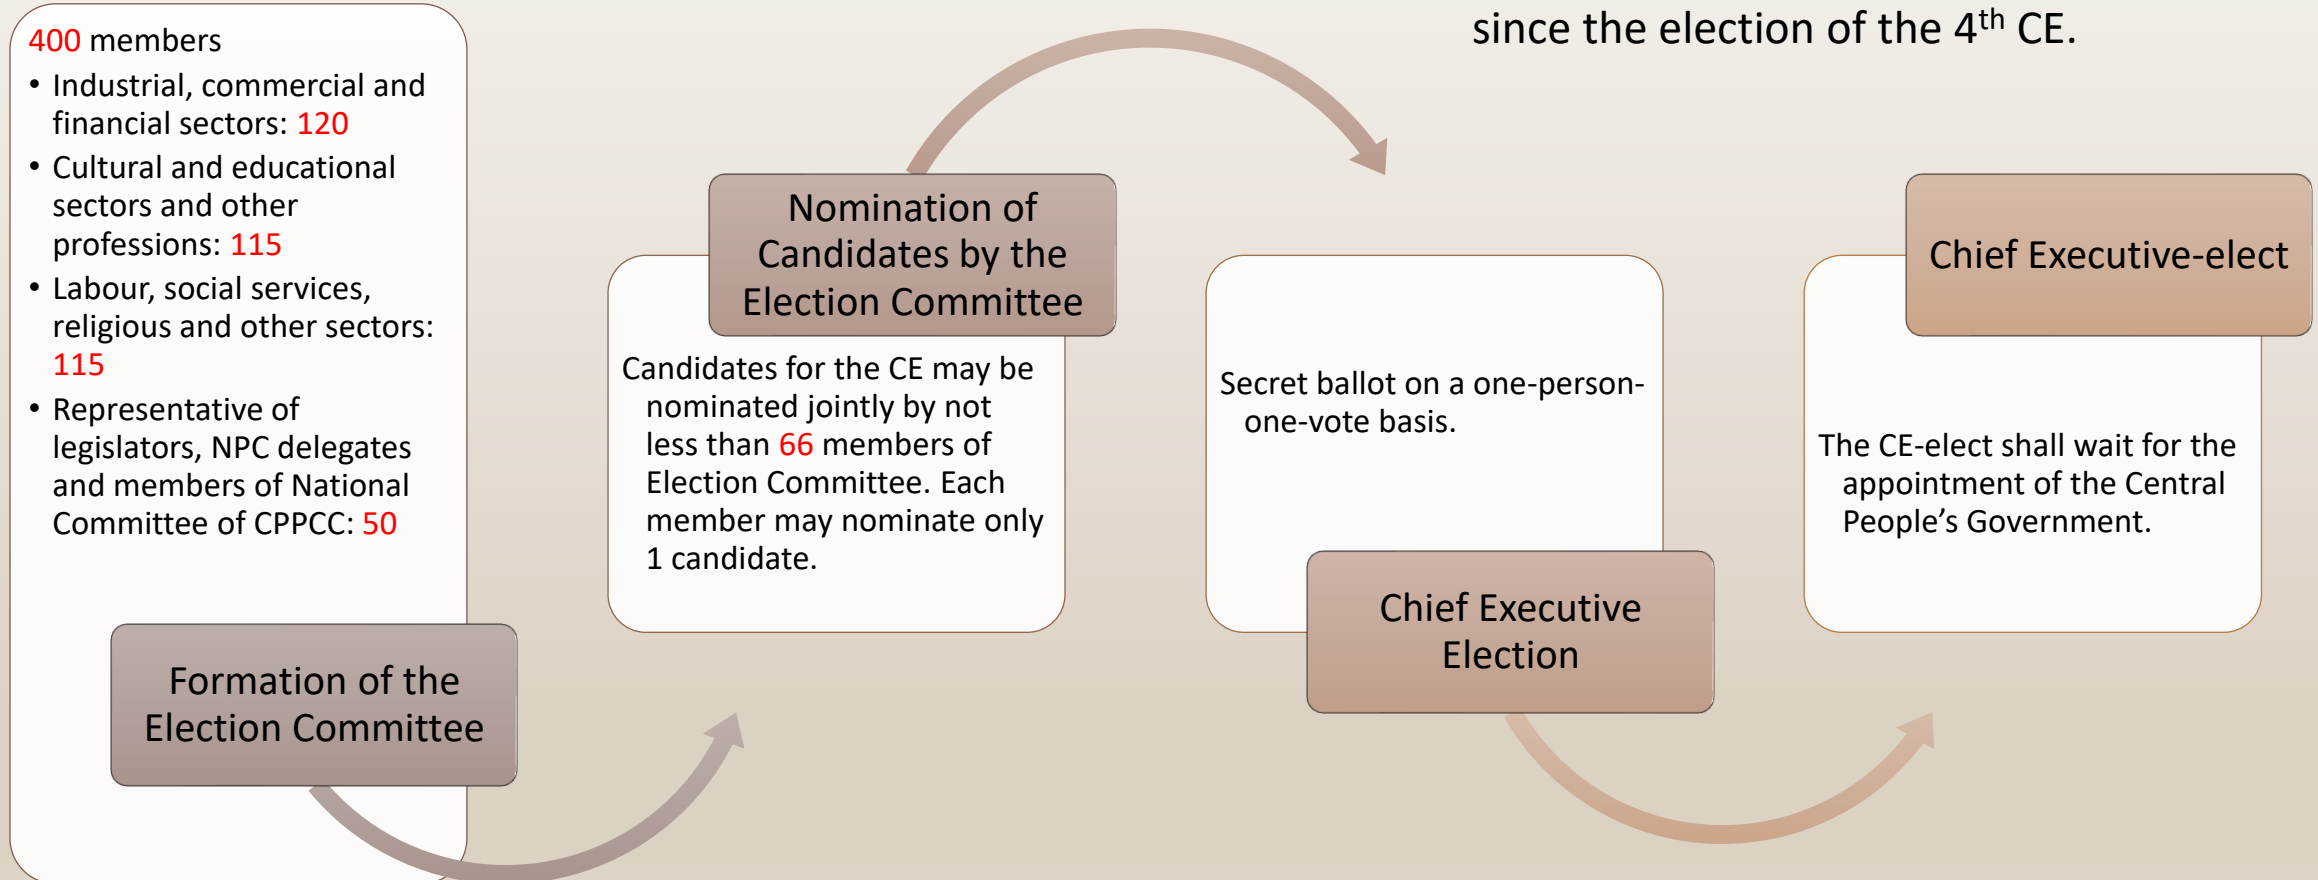 since the election of the 4th CE.
400 members
• Industrial, commercial and
financial sectors: 120
• Cultural and educational
sectors and other
professions: 115
• Labour, social services,
religious and other sectors:
115
• Representative of
legislators, NPC delegates
and members of National
Committee of CPPCC: 50
Formation of the
Election Committee
Nomination of
Candidates by the
Election Committee
Candidates for the CE may be
nominated jointly by not
less than 66 members of
Election Committee. Each
member may nominate only
1 candidate.
Secret ballot on a one-person-
one-vote basis.
Chief Executive
Election
Chief Executive-elect
The CE-elect shall wait for the
appointment of the Central
People’s Government.